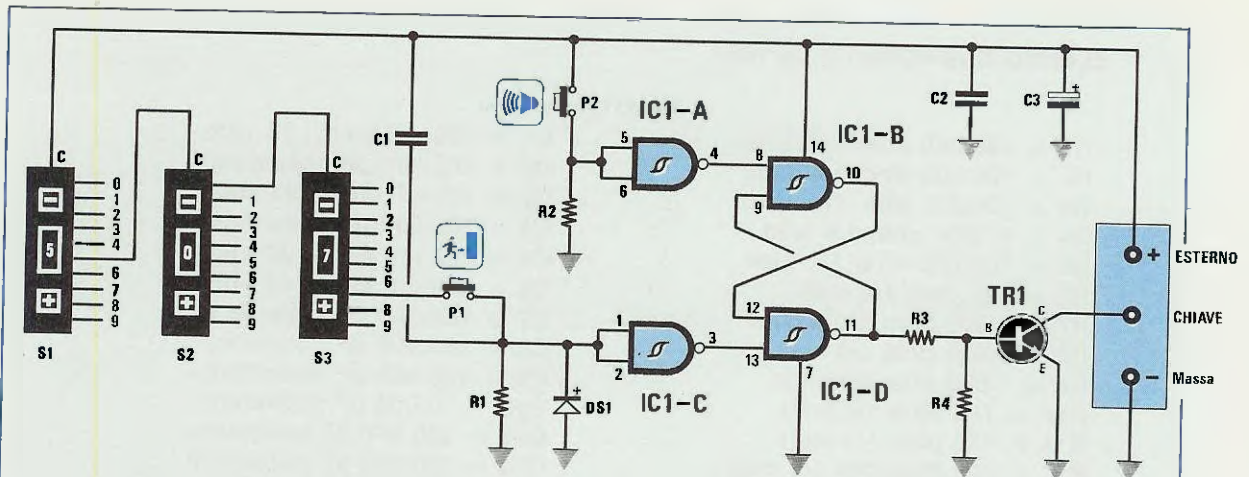 C1
P2
IC1-A
IC1-B
C2
C3
+
5
6
4
8
9
14
10
R2
C
0
1
2
3
4
6
7
8
9
−
5
+
S1
C
1
2
3
4
5
6
7
8
9
−
0
+
S2
C
0
1
2
3
4
5
6
8
9
−
7
+
S3
P1
R1
+
DS1
1
2
3
IC1-C
12
13
11
7
IC1-D
R3
R4
TR1
B
C
E
+ ESTERNO
CHIAVE
− Massa